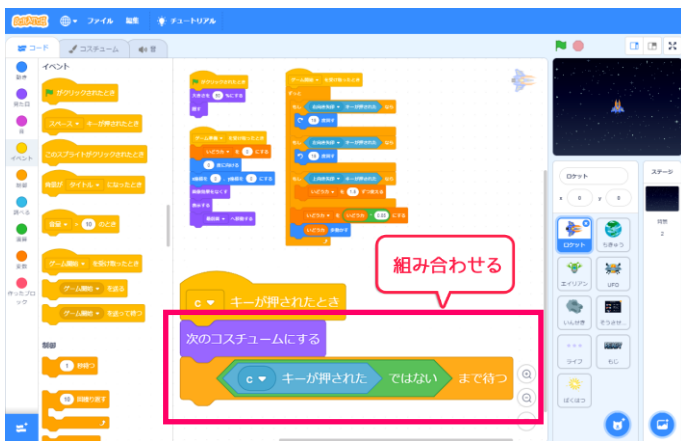 SCRATCH
ファイル 編集 チュートリアル
コード コスチューム 音
イベント
が押されたとき
スペース キーが押されたとき
このスプライトが押されたとき
背景が タイトル になったとき
音量 > 10 のとき
ゲーム開始 を受け取ったとき
ゲーム開始 を送る
ゲーム開始 を送って待つ
制御
1 秒待つ
10 回繰り返す
動き
見た目
音
イベント
制御
調べる
演算
変数
作ったブロック
ずっと
組み合わせる
c キーが押されたとき
次のコスチュームにする
c キーが押された ではない まで待つ
ロケット
x 0 y 0
ステージ
背景
2
ロケット ちきゅう
エイリアン UFO
いんせき
ライフ もじ
ばくはつ